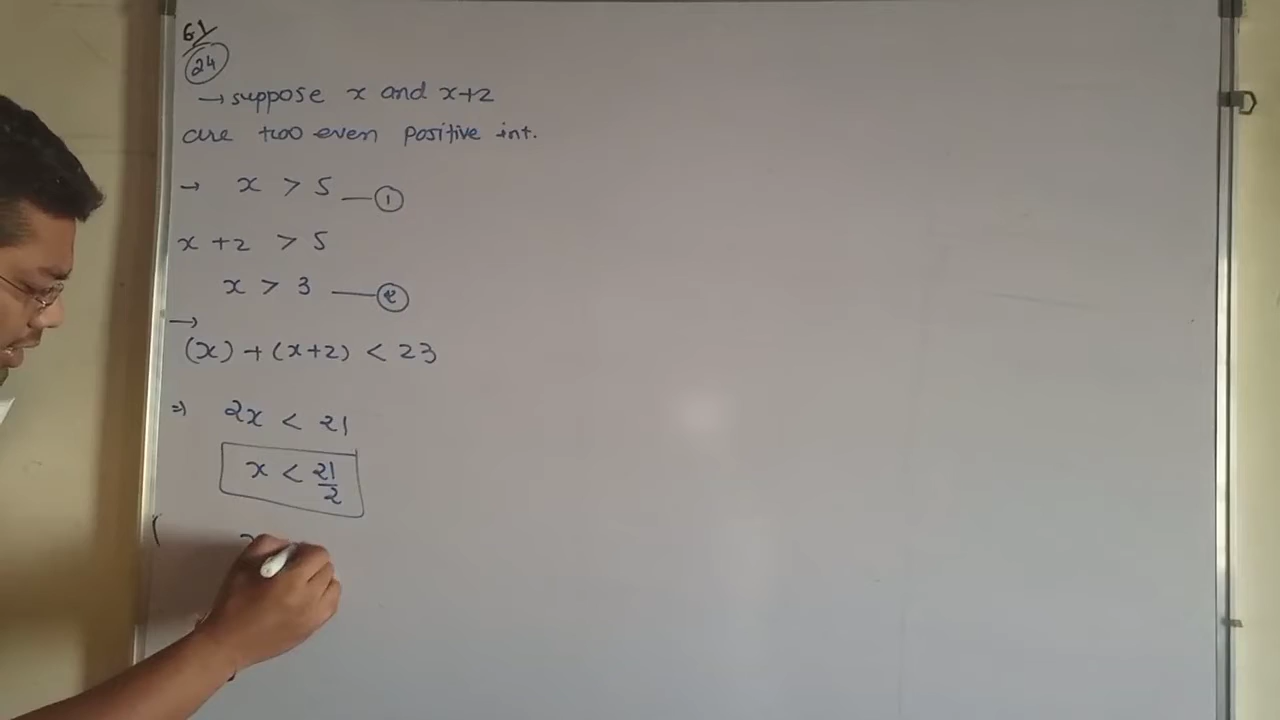 6)
24
→ suppose x and x+2
are two even positive int.
→ x > 5 — ①
x + 2 > 5
x > 3 — ②
→
(x) + (x+2) < 23
⇒ 2x < 21
x < 21/2
(